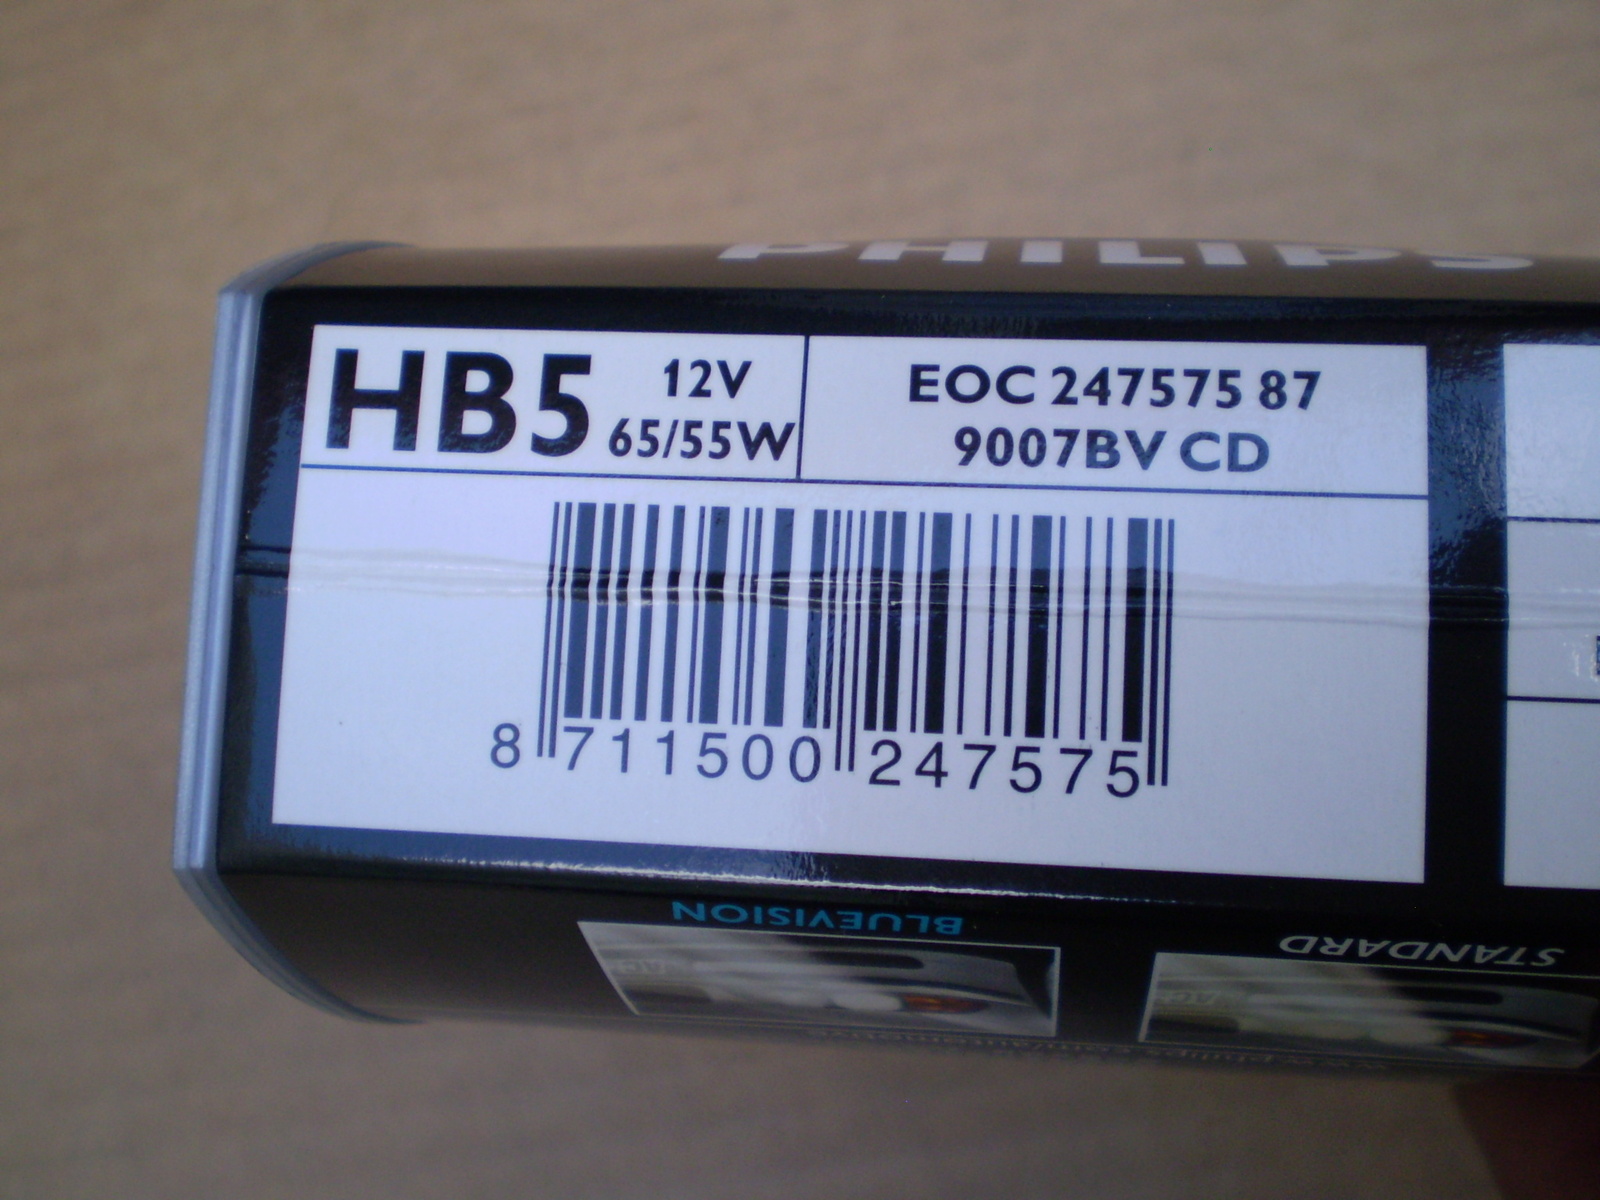 PHILIPS
HB5
12V
65/55W
EOC 247575 87
9007BV CD
8 711500 247575
BLUEVISION
STANDARD